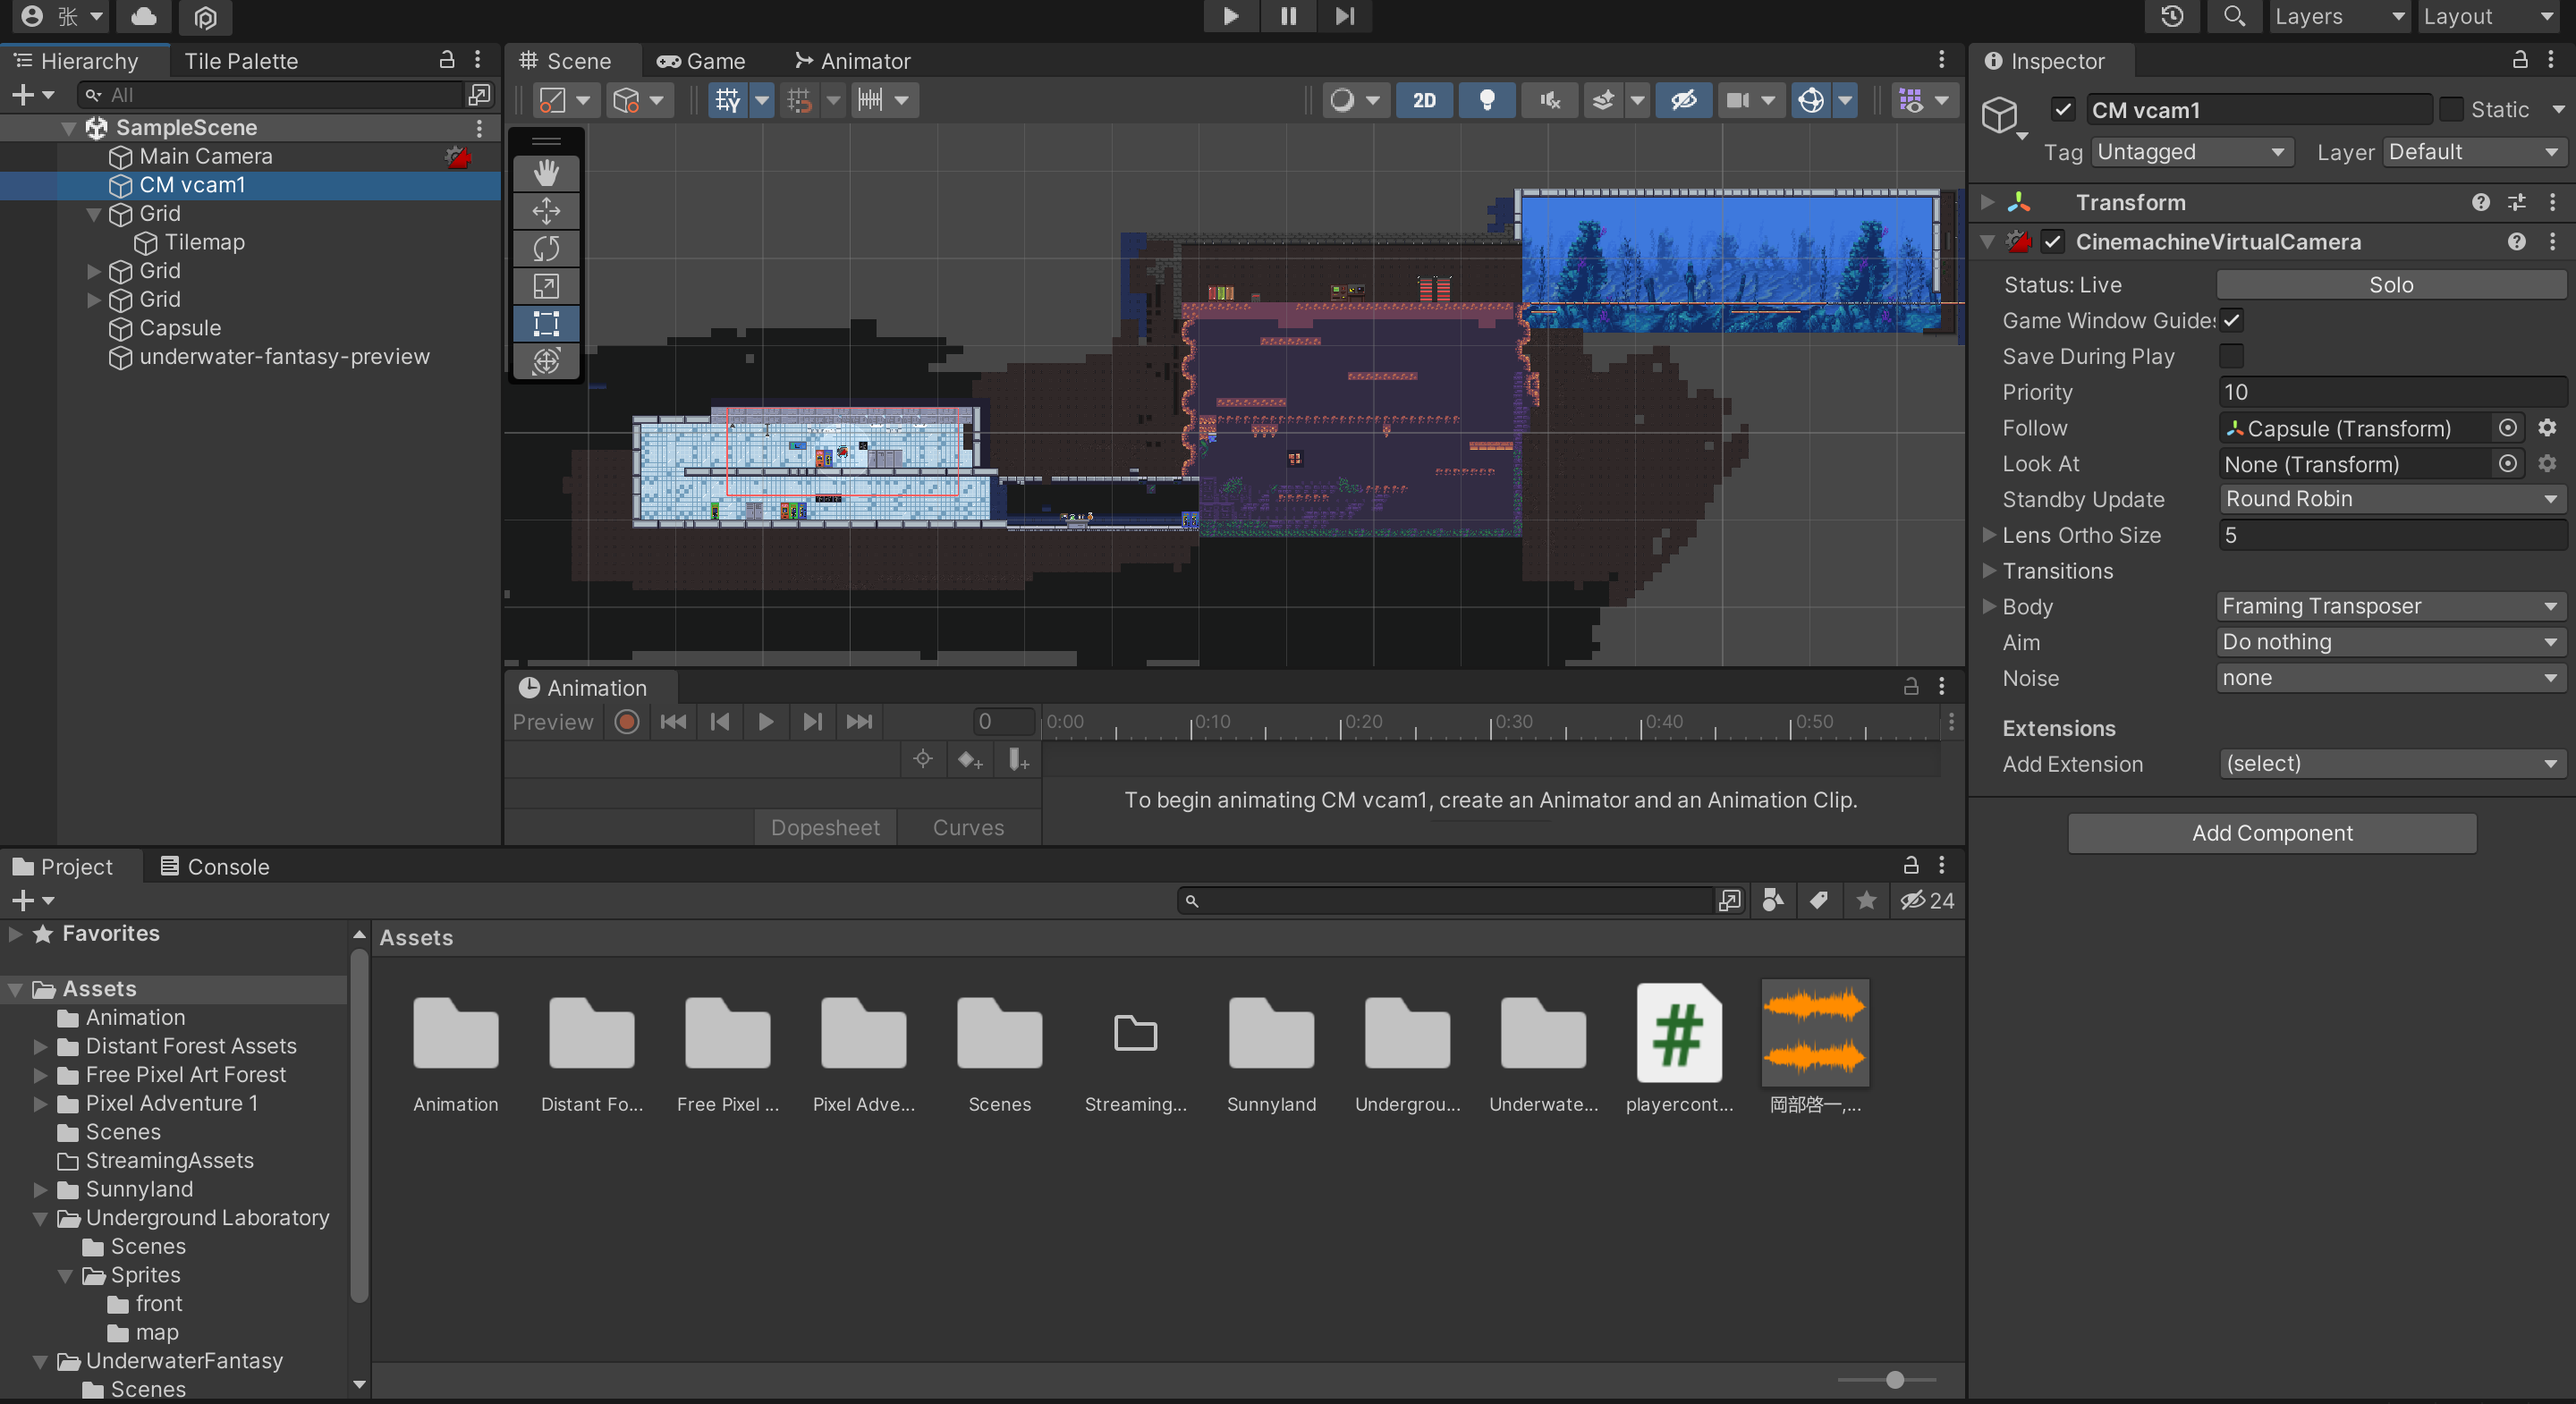 张
Layers
Layout
Hierarchy
Tile Palette
Scene
Game
Animator
Inspector
All
2D
CM vcam1
Static
SampleScene
Tag
Untagged
Layer
Default
Main Camera
CM vcam1
Grid
Tilemap
Grid
Grid
Capsule
underwater-fantasy-preview
Transform
CinemachineVirtualCamera
Status: Live
Solo
Game Window Guides
Save During Play
Priority
10
Follow
Capsule (Transform)
Look At
None (Transform)
Standby Update
Round Robin
Lens Ortho Size
5
Transitions
Body
Framing Transposer
Aim
Do nothing
Noise
none
Extensions
Add Extension
(select)
Add Component
Animation
Preview
0
0:00
0:10
0:20
0:30
0:40
0:50
To begin animating CM vcam1, create an Animator and an Animation Clip.
Dopesheet
Curves
Project
Console
24
Favorites
Assets
Animation
Distant Forest Assets
Free Pixel Art Forest
Pixel Adventure 1
Scenes
StreamingAssets
Sunnyland
Underground Laboratory
Scenes
Sprites
front
map
UnderwaterFantasy
Scenes
Assets
Animation
Distant Fo...
Free Pixel ...
Pixel Adve...
Scenes
Streaming...
Sunnyland
Undergrou...
Underwate...
playercont...
岡部啓一,...